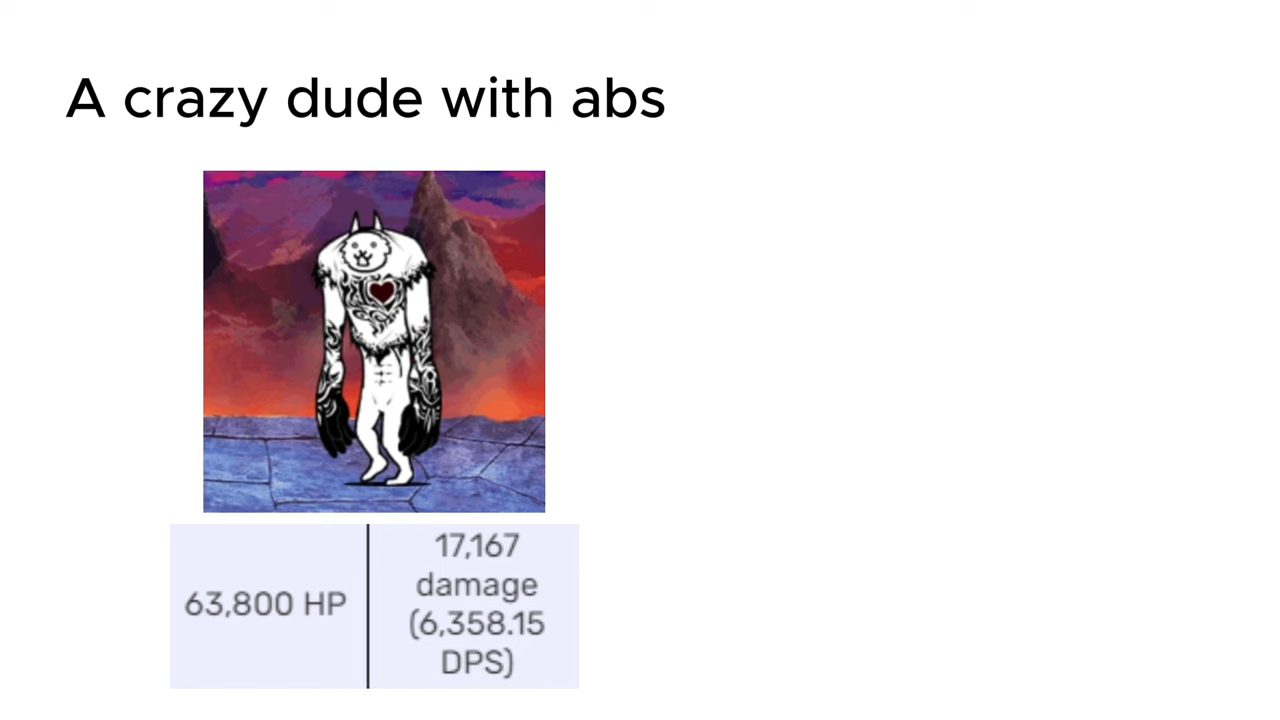 A crazy dude with abs
63,800 HP
17,167
damage
(6,358.15
DPS)